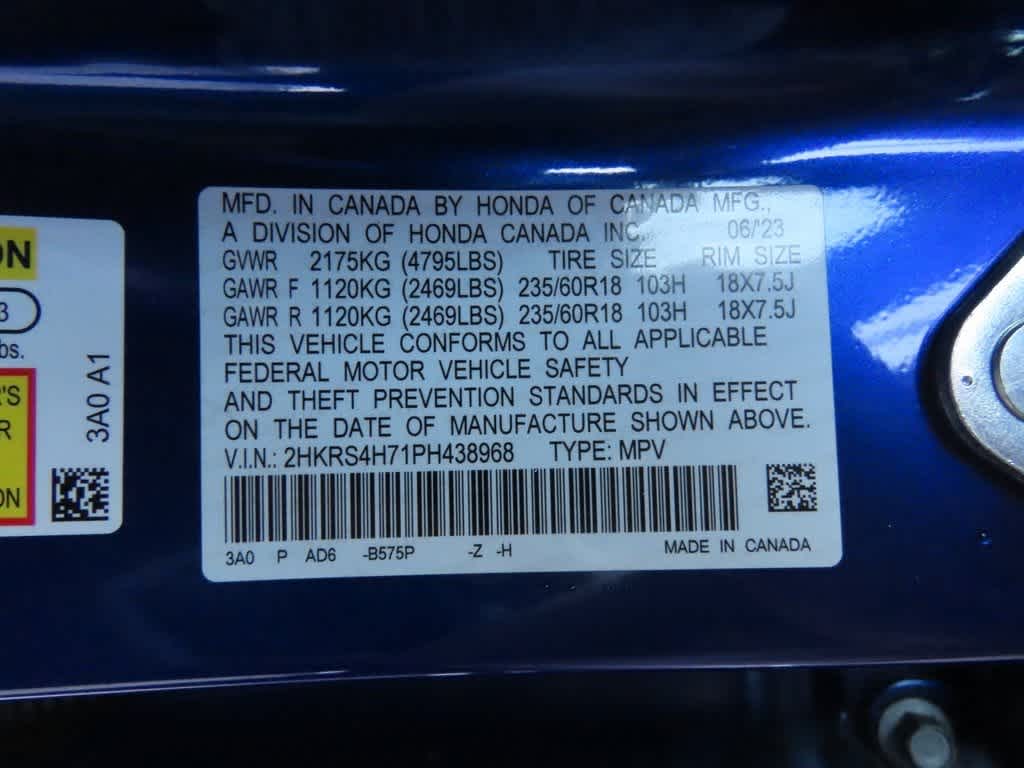 MFD. IN CANADA BY HONDA OF CANADA MFG.,
A DIVISION OF HONDA CANADA INC. 06/'23
GVWR 2175KG (4795LBS) TIRE SIZE RIM SIZE
GAWR F 1120KG (2469LBS) 235/60R18 103H 18X7.5J
GAWR R 1120KG (2469LBS) 235/60R18 103H 18X7.5J
THIS VEHICLE CONFORMS TO ALL APPLICABLE
FEDERAL MOTOR VEHICLE SAFETY
AND THEFT PREVENTION STANDARDS IN EFFECT
ON THE DATE OF MANUFACTURE SHOWN ABOVE.
V.I.N.: 2HKRS4H71PH438968 TYPE: MPV
3A0 P AD6 -B575P -Z -H MADE IN CANADA
3A0 A1